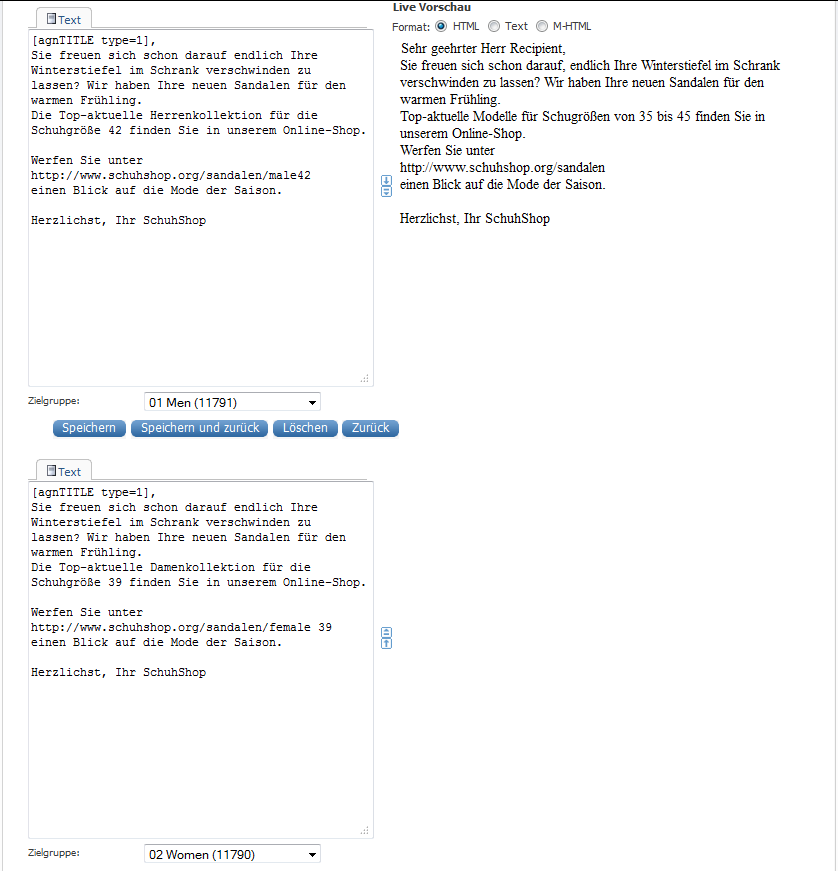 Text
[agnTITLE type=1],
Sie freuen sich schon darauf endlich Ihre
Winterstiefel im Schrank verschwinden zu
lassen? Wir haben Ihre neuen Sandalen für den
warmen Frühling.
Die Top-aktuelle Herrenkollektion für die
Schuhgröße 42 finden Sie in unserem Online-Shop.
Werfen Sie unter
http://www.schuhshop.org/sandalen/male42
einen Blick auf die Mode der Saison.
Herzlichst, Ihr SchuhShop
Zielgruppe:
01 Men (11791)
Speichern Speichern und zurück Löschen Zurück
Live Vorschau
Format: HTML Text M-HTML
Sehr geehrter Herr Recipient,
Sie freuen sich schon darauf, endlich Ihre Winterstiefel im Schrank
verschwinden zu lassen? Wir haben Ihre neuen Sandalen für den
warmen Frühling.
Top-aktuelle Modelle für Schugrößen von 35 bis 45 finden Sie in
unserem Online-Shop.
Werfen Sie unter
http://www.schuhshop.org/sandalen
einen Blick auf die Mode der Saison.
Herzlichst, Ihr SchuhShop
Text
[agnTITLE type=1],
Sie freuen sich schon darauf endlich Ihre
Winterstiefel im Schrank verschwinden zu
lassen? Wir haben Ihre neuen Sandalen für den
warmen Frühling.
Die Top-aktuelle Damenkollektion für die
Schuhgröße 39 finden Sie in unserem Online-Shop.
Werfen Sie unter
http://www.schuhshop.org/sandalen/female 39
einen Blick auf die Mode der Saison.
Herzlichst, Ihr SchuhShop
Zielgruppe:
02 Women (11790)